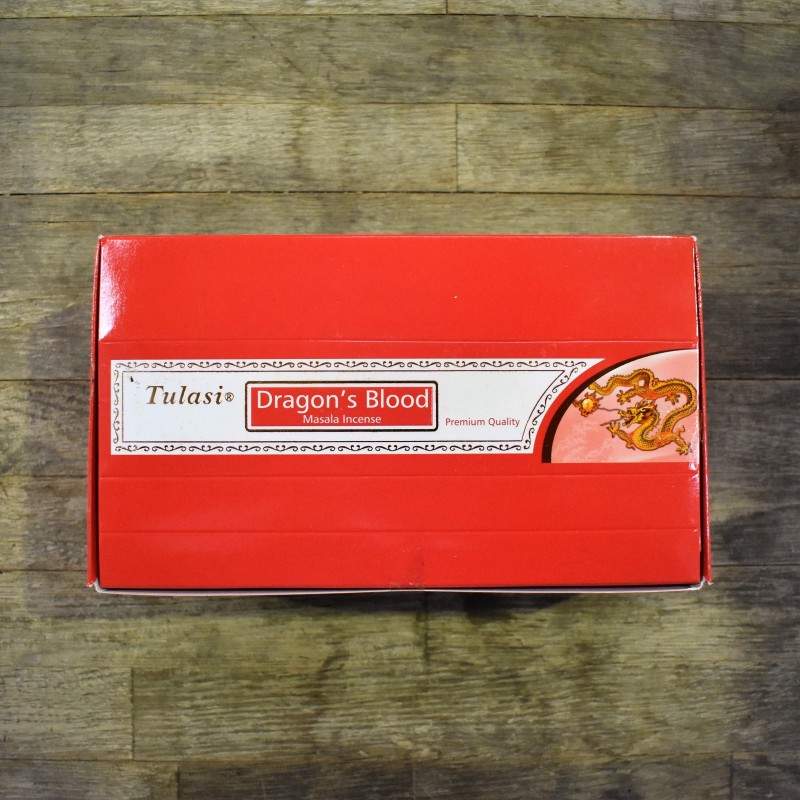 Tulasi®
Dragon's Blood
Masala Incense
Premium Quality